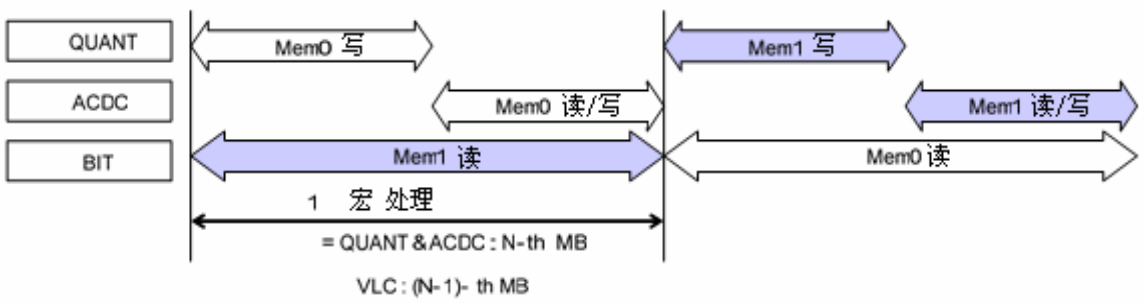 QUANT
Mem0 写
Mem1 写
ACDC
Mem0 读/写
Mem1 读/写
BIT
Mem1 读
Mem0 读
1 宏 处理
= QUANT & ACDC : N-th MB
VLC : (N-1)- th MB